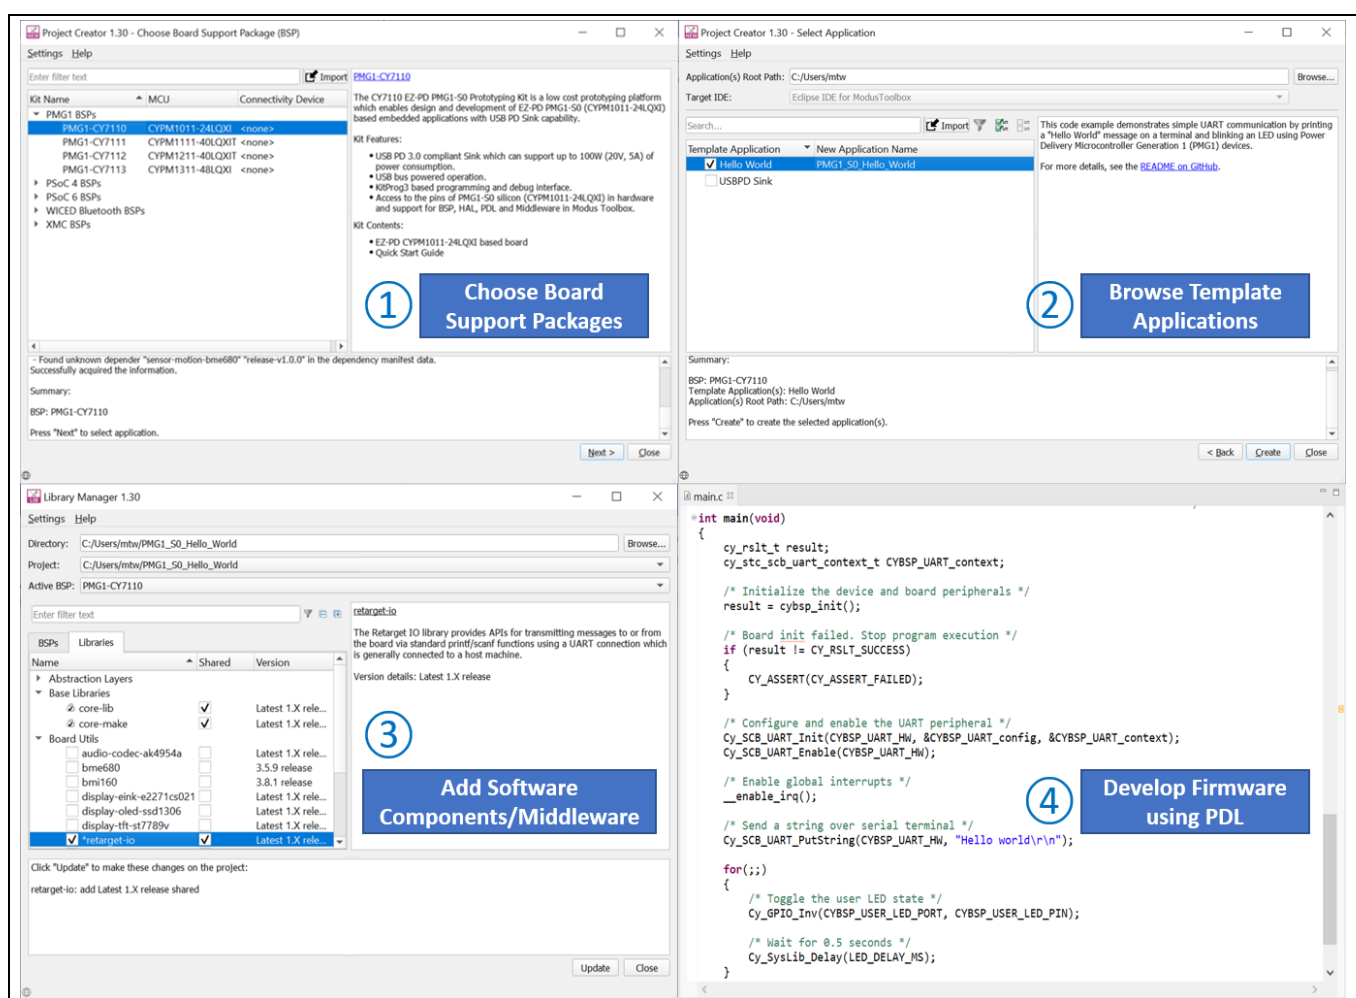 Project Creator 1.30 - Choose Board Support Package (BSP)
Settings Help
Enter filter text
Import
Kit Name MCU Connectivity Device
PMG1 BSPs
PMG1-CY7110 CYPM1011-24LQXI <none>
PMG1-CY7111 CYPM1111-40LQXIT <none>
PMG1-CY7112 CYPM1211-40LQXIT <none>
PMG1-CY7113 CYPM1311-48LQXI <none>
PSoC 4 BSPs
PSoC 6 BSPs
WICED Bluetooth BSPs
XMC BSPs
PMG1-CY7110
The CY7110 EZ-PD PMG1-S0 Prototyping Kit is a low cost prototyping platform
which enables design and development of EZ-PD PMG1-S0 (CYPM1011-24LQXI)
based embedded applications with USB PD Sink capability.
Kit Features:
• USB PD 3.0 compliant Sink which can support up to 100W (20V, 5A) of
power consumption.
• USB bus powered operation.
• KitProg3 based programming and debug interface.
• Access to the pins of PMG1-S0 silicon (CYPM1011-24LQXI) in hardware
and support for BSP, HAL, PDL and Middleware in Modus Toolbox.
Kit Contents:
• EZ-PD CYPM1011-24LQXI based board
• Quick Start Guide
1
Choose Board
Support Packages
- Found unknown depender "sensor-motion-bme680" "release-v1.0.0" in the dependency manifest data.
Successfully acquired the information.
Summary:
BSP: PMG1-CY7110
Press "Next" to select application.
Next > Close
Project Creator 1.30 - Select Application
Settings Help
Application(s) Root Path: C:/Users/mtw Browse...
Target IDE: Eclipse IDE for ModusToolbox
Search... Import
Template Application New Application Name
Hello World PMG1_S0_Hello_World
USBPD Sink
This code example demonstrates simple UART communication by printing
a "Hello World" message on a terminal and blinking an LED using Power
Delivery Microcontroller Generation 1 (PMG1) devices.
For more details, see the README on GitHub.
2
Browse Template
Applications
Summary:
BSP: PMG1-CY7110
Template Application(s): Hello World
Application(s) Root Path: C:/Users/mtw
Press "Create" to create the selected application(s).
< Back Create Close
Library Manager 1.30
Settings Help
Directory: C:/Users/mtw/PMG1_S0_Hello_World Browse...
Project: C:/Users/mtw/PMG1_S0_Hello_World
Active BSP: PMG1-CY7110
Enter filter text
BSPs Libraries
Name Shared Version
Abstraction Layers
Base Libraries
core-lib Latest 1.X rele...
core-make Latest 1.X rele...
Board Utils
audio-codec-ak4954a Latest 1.X rele...
bme680 3.5.9 release
bmi160 3.8.1 release
display-eink-e2271cs021 Latest 1.X rele...
display-oled-ssd1306 Latest 1.X rele...
display-tft-st7789v Latest 1.X rele...
*retarget-io Latest 1.X rele...
retarget-io
The Retarget IO library provides APIs for transmitting messages to or from
the board via standard printf/scanf functions using a UART connection which
is generally connected to a host machine.
Version details: Latest 1.X release
3
Add Software
Components/Middleware
Click "Update" to make these changes on the project:
retarget-io: add Latest 1.X release shared
Update Close
main.c
int main(void)
{
cy_rslt_t result;
cy_stc_scb_uart_context_t CYBSP_UART_context;
/* Initialize the device and board peripherals */
result = cybsp_init();
/* Board init failed. Stop program execution */
if (result != CY_RSLT_SUCCESS)
{
CY_ASSERT(CY_ASSERT_FAILED);
}
/* Configure and enable the UART peripheral */
Cy_SCB_UART_Init(CYBSP_UART_HW, &CYBSP_UART_config, &CYBSP_UART_context);
Cy_SCB_UART_Enable(CYBSP_UART_HW);
/* Enable global interrupts */
__enable_irq();
/* Send a string over serial terminal */
Cy_SCB_UART_PutString(CYBSP_UART_HW, "Hello world\r\n");
for(;;)
{
/* Toggle the user LED state */
Cy_GPIO_Inv(CYBSP_USER_LED_PORT, CYBSP_USER_LED_PIN);
/* Wait for 0.5 seconds */
Cy_SysLib_Delay(LED_DELAY_MS);
}
4
Develop Firmware
using PDL